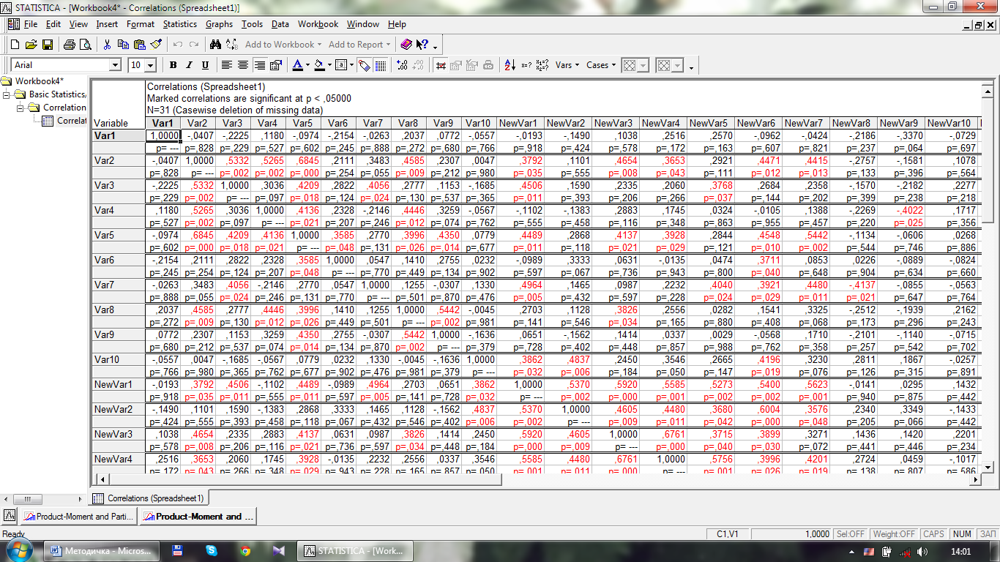 STATISTICA - [Workbook4* - Correlations (Spreadsheet1)]
File Edit View Insert Format Statistics Graphs Tools Data Workbook Window Help
Add to Workbook Add to Report
Arial 10 B I U A Vars Cases
Workbook4*
Basic Statistics/
Correlation
Correlat
Correlations (Spreadsheet1)
Marked correlations are significant at p < ,05000
N=31 (Casewise deletion of missing data)
Variable Var1 Var2 Var3 Var4 Var5 Var6 Var7 Var8 Var9 Var10 NewVar1 NewVar2 NewVar3 NewVar4 NewVar5 NewVar6 NewVar7 NewVar8 NewVar9 NewVar10
Var1 1,0000 -,0407 -,2225 ,1180 -,0974 -,2154 -,0263 ,2037 ,0772 -,0557 -,0193 -,1490 ,1038 ,2516 ,2570 -,0962 -,0424 -,2186 -,3370 -,0729
p= --- p=,828 p=,229 p=,527 p=,602 p=,245 p=,888 p=,272 p=,680 p=,766 p=,918 p=,424 p=,578 p=,172 p=,163 p=,607 p=,821 p=,237 p=,064 p=,697
Var2 -,0407 1,0000 ,5332 ,5265 ,6845 ,2111 ,3483 ,4585 ,2307 ,0047 ,3792 ,1101 ,4654 ,3653 ,2921 ,4471 ,4415 -,2757 -,1581 ,1078
p=,828 p= --- p=,002 p=,002 p=,000 p=,254 p=,055 p=,009 p=,212 p=,980 p=,035 p=,555 p=,008 p=,043 p=,111 p=,012 p=,013 p=,133 p=,396 p=,564
Var3 -,2225 ,5332 1,0000 ,3036 ,4209 ,2822 ,4056 ,2777 ,1153 -,1685 ,4506 ,1590 ,2335 ,2060 ,3768 ,2684 ,2358 -,1570 -,2182 ,2277
p=,229 p=,002 p= --- p=,097 p=,018 p=,124 p=,024 p=,130 p=,537 p=,365 p=,011 p=,393 p=,206 p=,266 p=,037 p=,144 p=,202 p=,399 p=,238 p=,218
Var4 ,1180 ,5265 ,3036 1,0000 ,4136 ,2328 -,2146 ,4446 ,3259 -,0567 -,1102 -,1383 ,2883 ,1745 ,0324 -,0105 ,1388 -,2269 -,4022 ,1717
p=,527 p=,002 p=,097 p= --- p=,021 p=,207 p=,246 p=,012 p=,074 p=,762 p=,555 p=,458 p=,116 p=,348 p=,863 p=,955 p=,457 p=,220 p=,025 p=,356
Var5 -,0974 ,6845 ,4209 ,4136 1,0000 ,3585 ,2770 ,3996 ,4350 ,0779 ,4489 ,2868 ,4137 ,3928 ,2844 ,4548 ,5442 -,1134 -,0606 ,0268
p=,602 p=,000 p=,018 p=,021 p= --- p=,048 p=,131 p=,026 p=,014 p=,677 p=,011 p=,118 p=,021 p=,029 p=,121 p=,010 p=,002 p=,544 p=,746 p=,886
Var6 -,2154 ,2111 ,2822 ,2328 ,3585 1,0000 ,0547 ,1410 ,2755 ,0232 -,0989 ,3333 ,0631 -,0135 ,0474 ,3711 ,0853 ,0226 -,0889 -,0824
p=,245 p=,254 p=,124 p=,207 p=,048 p= --- p=,770 p=,449 p=,134 p=,902 p=,597 p=,067 p=,736 p=,943 p=,800 p=,040 p=,648 p=,904 p=,634 p=,660
Var7 -,0263 ,3483 ,4056 -,2146 ,2770 ,0547 1,0000 ,1255 -,0307 ,1330 ,4964 ,1465 ,0987 ,2232 ,4040 ,3921 ,4480 -,4137 -,0855 -,0563
p=,888 p=,055 p=,024 p=,246 p=,131 p=,770 p= --- p=,501 p=,870 p=,476 p=,005 p=,432 p=,597 p=,228 p=,024 p=,029 p=,011 p=,021 p=,647 p=,764
Var8 ,2037 ,4585 ,2777 ,4446 ,3996 ,1410 ,1255 1,0000 ,5442 -,0045 ,2703 ,1128 ,3826 ,2556 ,0282 ,1541 ,3325 -,2512 -,1939 ,2162
p=,272 p=,009 p=,130 p=,012 p=,026 p=,449 p=,501 p= --- p=,002 p=,981 p=,141 p=,546 p=,034 p=,165 p=,880 p=,408 p=,068 p=,173 p=,296 p=,243
Var9 ,0772 ,2307 ,1153 ,3259 ,4350 ,2755 -,0307 ,5442 1,0000 -,1636 ,0651 -,1562 ,1414 ,0337 ,0029 -,0568 ,1710 -,2101 -,1140 -,0715
p=,680 p=,212 p=,537 p=,074 p=,014 p=,134 p=,870 p=,002 p= --- p=,379 p=,728 p=,402 p=,448 p=,857 p=,988 p=,762 p=,358 p=,257 p=,542 p=,702
Var10 -,0557 ,0047 -,1685 -,0567 ,0779 ,0232 ,1330 -,0045 -,1636 1,0000 ,3862 ,4837 ,2450 ,3546 ,2665 ,4196 ,3230 ,2811 ,1867 -,0257
p=,766 p=,980 p=,365 p=,762 p=,677 p=,902 p=,476 p=,981 p=,379 p= --- p=,032 p=,006 p=,184 p=,050 p=,147 p=,019 p=,076 p=,126 p=,315 p=,891
NewVar1 -,0193 ,3792 ,4506 -,1102 ,4489 -,0989 ,4964 ,2703 ,0651 ,3862 1,0000 ,5370 ,5920 ,5585 ,5273 ,5400 ,5623 -,0141 ,0295 ,1432
p=,918 p=,035 p=,011 p=,555 p=,011 p=,597 p=,005 p=,141 p=,728 p=,032 p= --- p=,002 p=,000 p=,001 p=,002 p=,002 p=,001 p=,940 p=,875 p=,442
NewVar2 -,1490 ,1101 ,1590 -,1383 ,2868 ,3333 ,1465 ,1128 -,1562 ,4837 ,5370 1,0000 ,4605 ,4480 ,3680 ,6004 ,3576 ,2340 ,3349 -,1433
p=,424 p=,555 p=,393 p=,458 p=,118 p=,067 p=,432 p=,546 p=,402 p=,006 p=,002 p= --- p=,009 p=,011 p=,042 p=,000 p=,048 p=,205 p=,066 p=,442
NewVar3 ,1038 ,4654 ,2335 ,2883 ,4137 ,0631 ,0987 ,3826 ,1414 ,2450 ,5920 ,4605 1,0000 ,6761 ,3715 ,3899 ,3271 ,1436 ,1420 ,2201
p=,578 p=,008 p=,206 p=,116 p=,021 p=,736 p=,597 p=,034 p=,448 p=,184 p=,000 p=,009 p= --- p=,000 p=,040 p=,030 p=,072 p=,441 p=,446 p=,234
NewVar4 ,2516 ,3653 ,2060 ,1745 ,3928 -,0135 ,2232 ,2556 ,0337 ,3546 ,5585 ,4480 ,6761 1,0000 ,5756 ,3996 ,4201 ,2724 ,0459 -,1017
p=,172 p=,043 p=,266 p=,348 p=,029 p=,943 p=,228 p=,165 p=,857 p=,050 p=,001 p=,011 p=,000 p= --- p=,001 p=,026 p=,019 p=,138 p=,807 p=,586
Correlations (Spreadsheet1)
Product-Moment and Parti... Product-Moment and ...
Ready C1,V1 1,0000 Sel:OFF Weight:OFF CAPS NUM ЗАП
Методичка - Micros... STATISTICA - [Work... 14:01